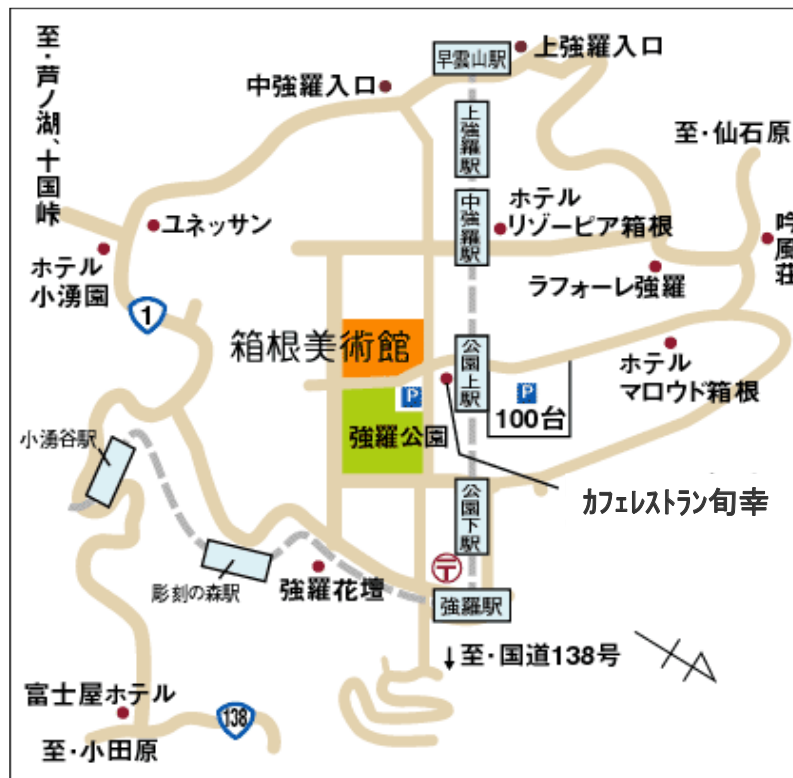 至・芦ノ湖、十国峠
早雲山駅
上強羅入口
中強羅入口
上強羅駅
至・仙石原
中強羅駅
ホテル
リゾーピア箱根
吟風荘
ユネッサン
ホテル
小湧園
ラフォーレ強羅
1
箱根美術館
公園上駅
ホテル
マロウド箱根
P
P
100台
強羅公園
小湧谷駅
公園下駅
カフェレストラン旬幸
彫刻の森駅
強羅花壇
〒
強羅駅
↓至・国道138号
富士屋ホテル
138
至・小田原